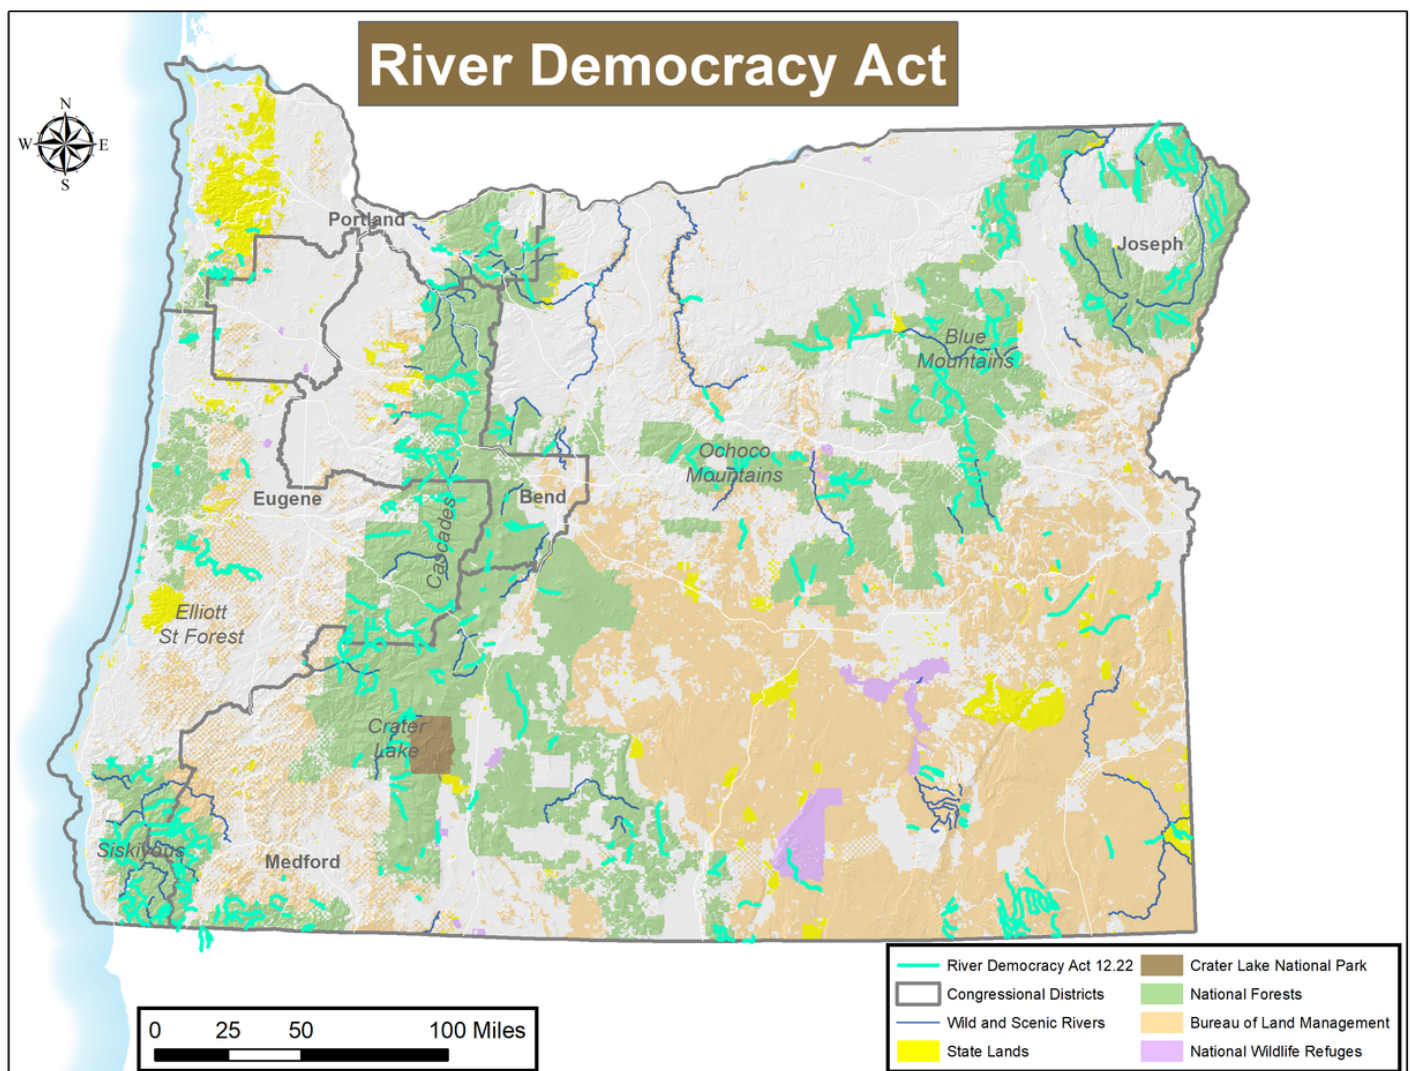 River Democracy Act
N
W E
S
Portland
Joseph
Blue
Mountains
Ochoco
Mountains
Eugene
Bend
Cascades
Elliott
St Forest
Crater
Lake
Siskiyous
Medford
River Democracy Act 12.22
Congressional Districts
Wild and Scenic Rivers
State Lands
Crater Lake National Park
National Forests
Bureau of Land Management
National Wildlife Refuges
0 25 50 100 Miles